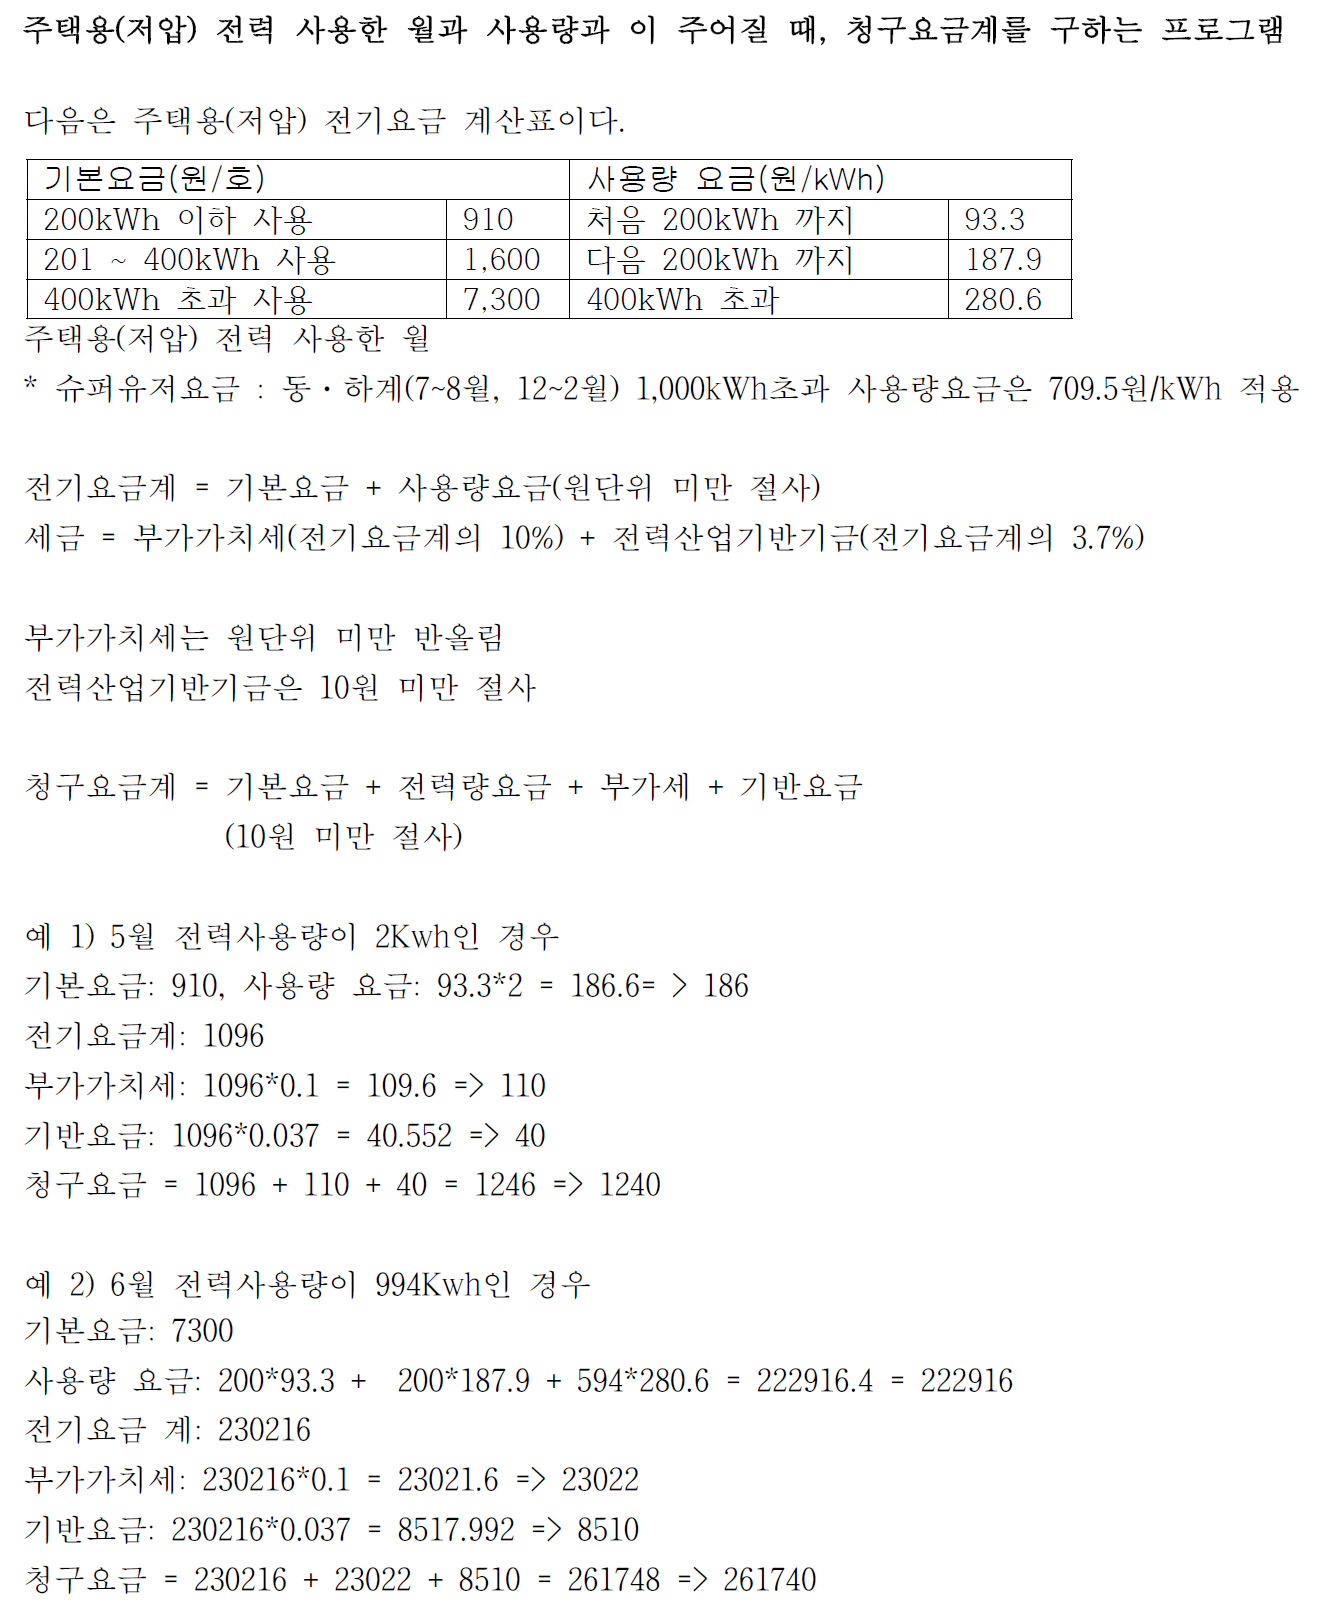 주택용(저압) 전력 사용한 월과 사용량과 이 주어질 때, 청구요금계를 구하는 프로그램
다음은 주택용(저압) 전기요금 계산표이다.
기본요금(원/호) 사용량 요금(원/kWh)
200kWh 이하 사용 910 처음 200kWh 까지 93.3
201 ~ 400kWh 사용 1,600 다음 200kWh 까지 187.9
400kWh 초과 사용 7,300 400kWh 초과 280.6
주택용(저압) 전력 사용한 월
* 슈퍼유저요금 : 동・하계(7~8월, 12~2월) 1,000kWh초과 사용량요금은 709.5원/kWh 적용
전기요금계 = 기본요금 + 사용량요금(원단위 미만 절사)
세금 = 부가가치세(전기요금계의 10%) + 전력산업기반기금(전기요금계의 3.7%)
부가가치세는 원단위 미만 반올림
전력산업기반기금은 10원 미만 절사
청구요금계 = 기본요금 + 전력량요금 + 부가세 + 기반요금
(10원 미만 절사)
예 1) 5월 전력사용량이 2Kwh인 경우
기본요금: 910, 사용량 요금: 93.3*2 = 186.6= > 186
전기요금계: 1096
부가가치세: 1096*0.1 = 109.6 => 110
기반요금: 1096*0.037 = 40.552 => 40
청구요금 = 1096 + 110 + 40 = 1246 => 1240
예 2) 6월 전력사용량이 994Kwh인 경우
기본요금: 7300
사용량 요금: 200*93.3 + 200*187.9 + 594*280.6 = 222916.4 = 222916
전기요금 계: 230216
부가가치세: 230216*0.1 = 23021.6 => 23022
기반요금: 230216*0.037 = 8517.992 => 8510
청구요금 = 230216 + 23022 + 8510 = 261748 => 261740